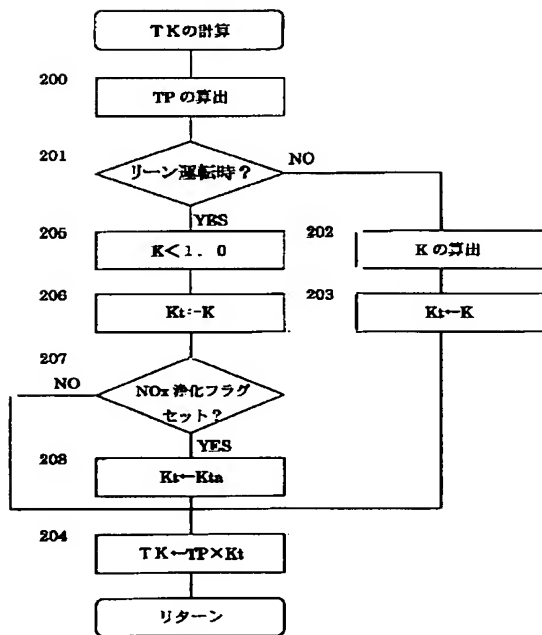 TKの計算
200
TPの算出
201
リーン運転時?
NO
YES
205
K<1.0
202
Kの算出
206
Kt:-K
203
Kt←K
207
NO
NOx浄化フラグ
セット?
YES
208
Kt←Kta
204
TK←TP×Kt
リターン